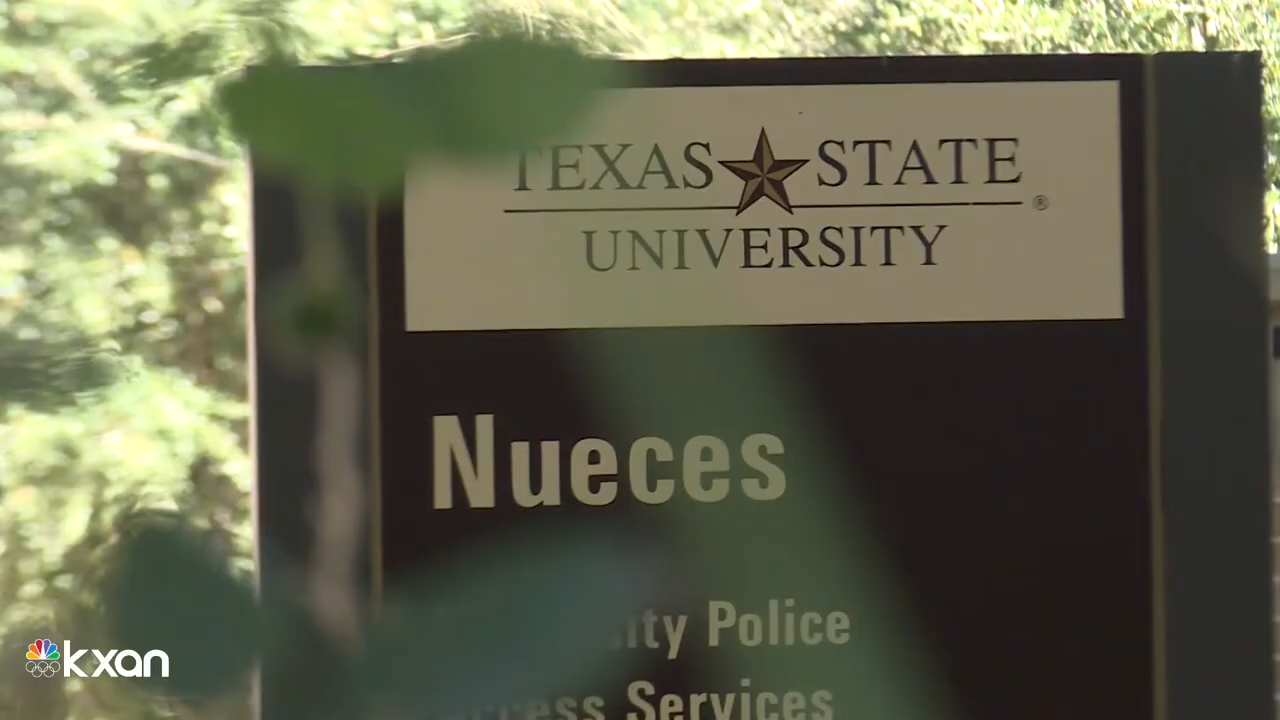 TEXAS STATE
®
UNIVERSITY
Nueces
Police
Services
kxan